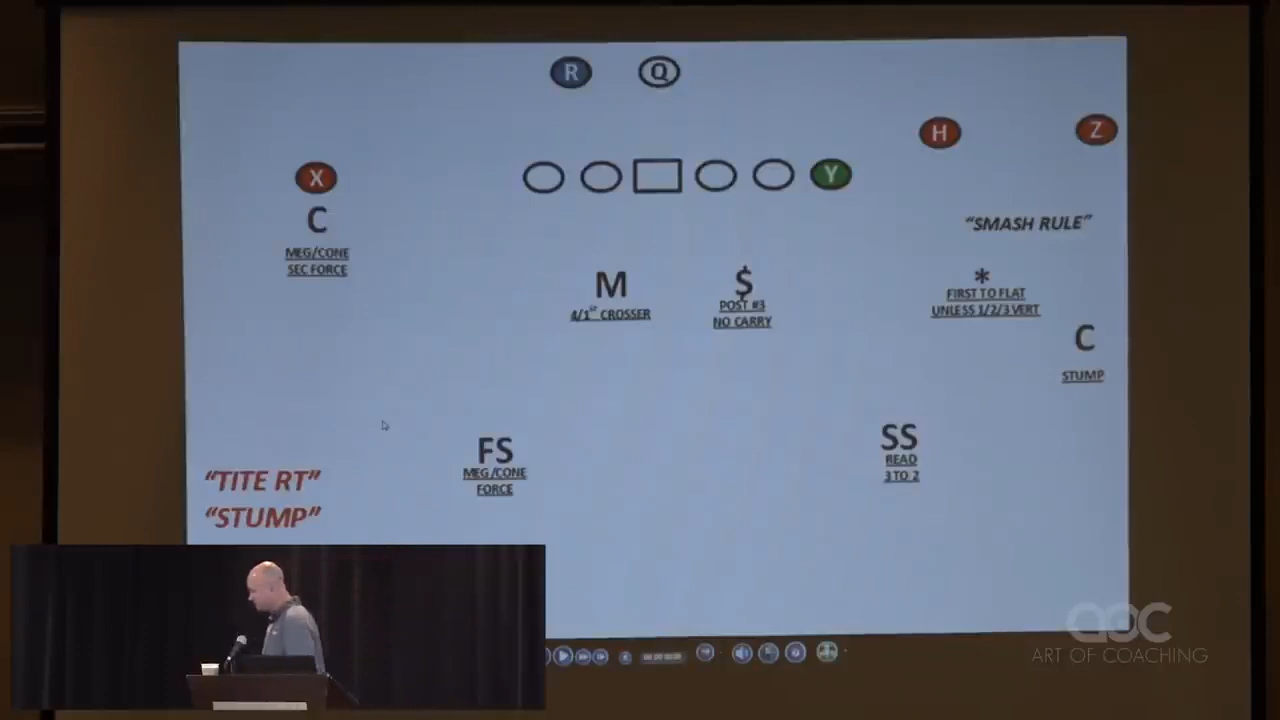 R Q
H Z
X Y
C
MEG/CONE
SEC FORCE
"SMASH RULE"
M
4/1st CROSSER
$
POST #3
NO CARRY
*
FIRST TO FLAT
UNLESS 1/2/3 VERT
C
STUMP
FS
MEG/CONE
FORCE
SS
READ
3 TO 2
"TITE RT"
"STUMP"
aoc
ART OF COACHING